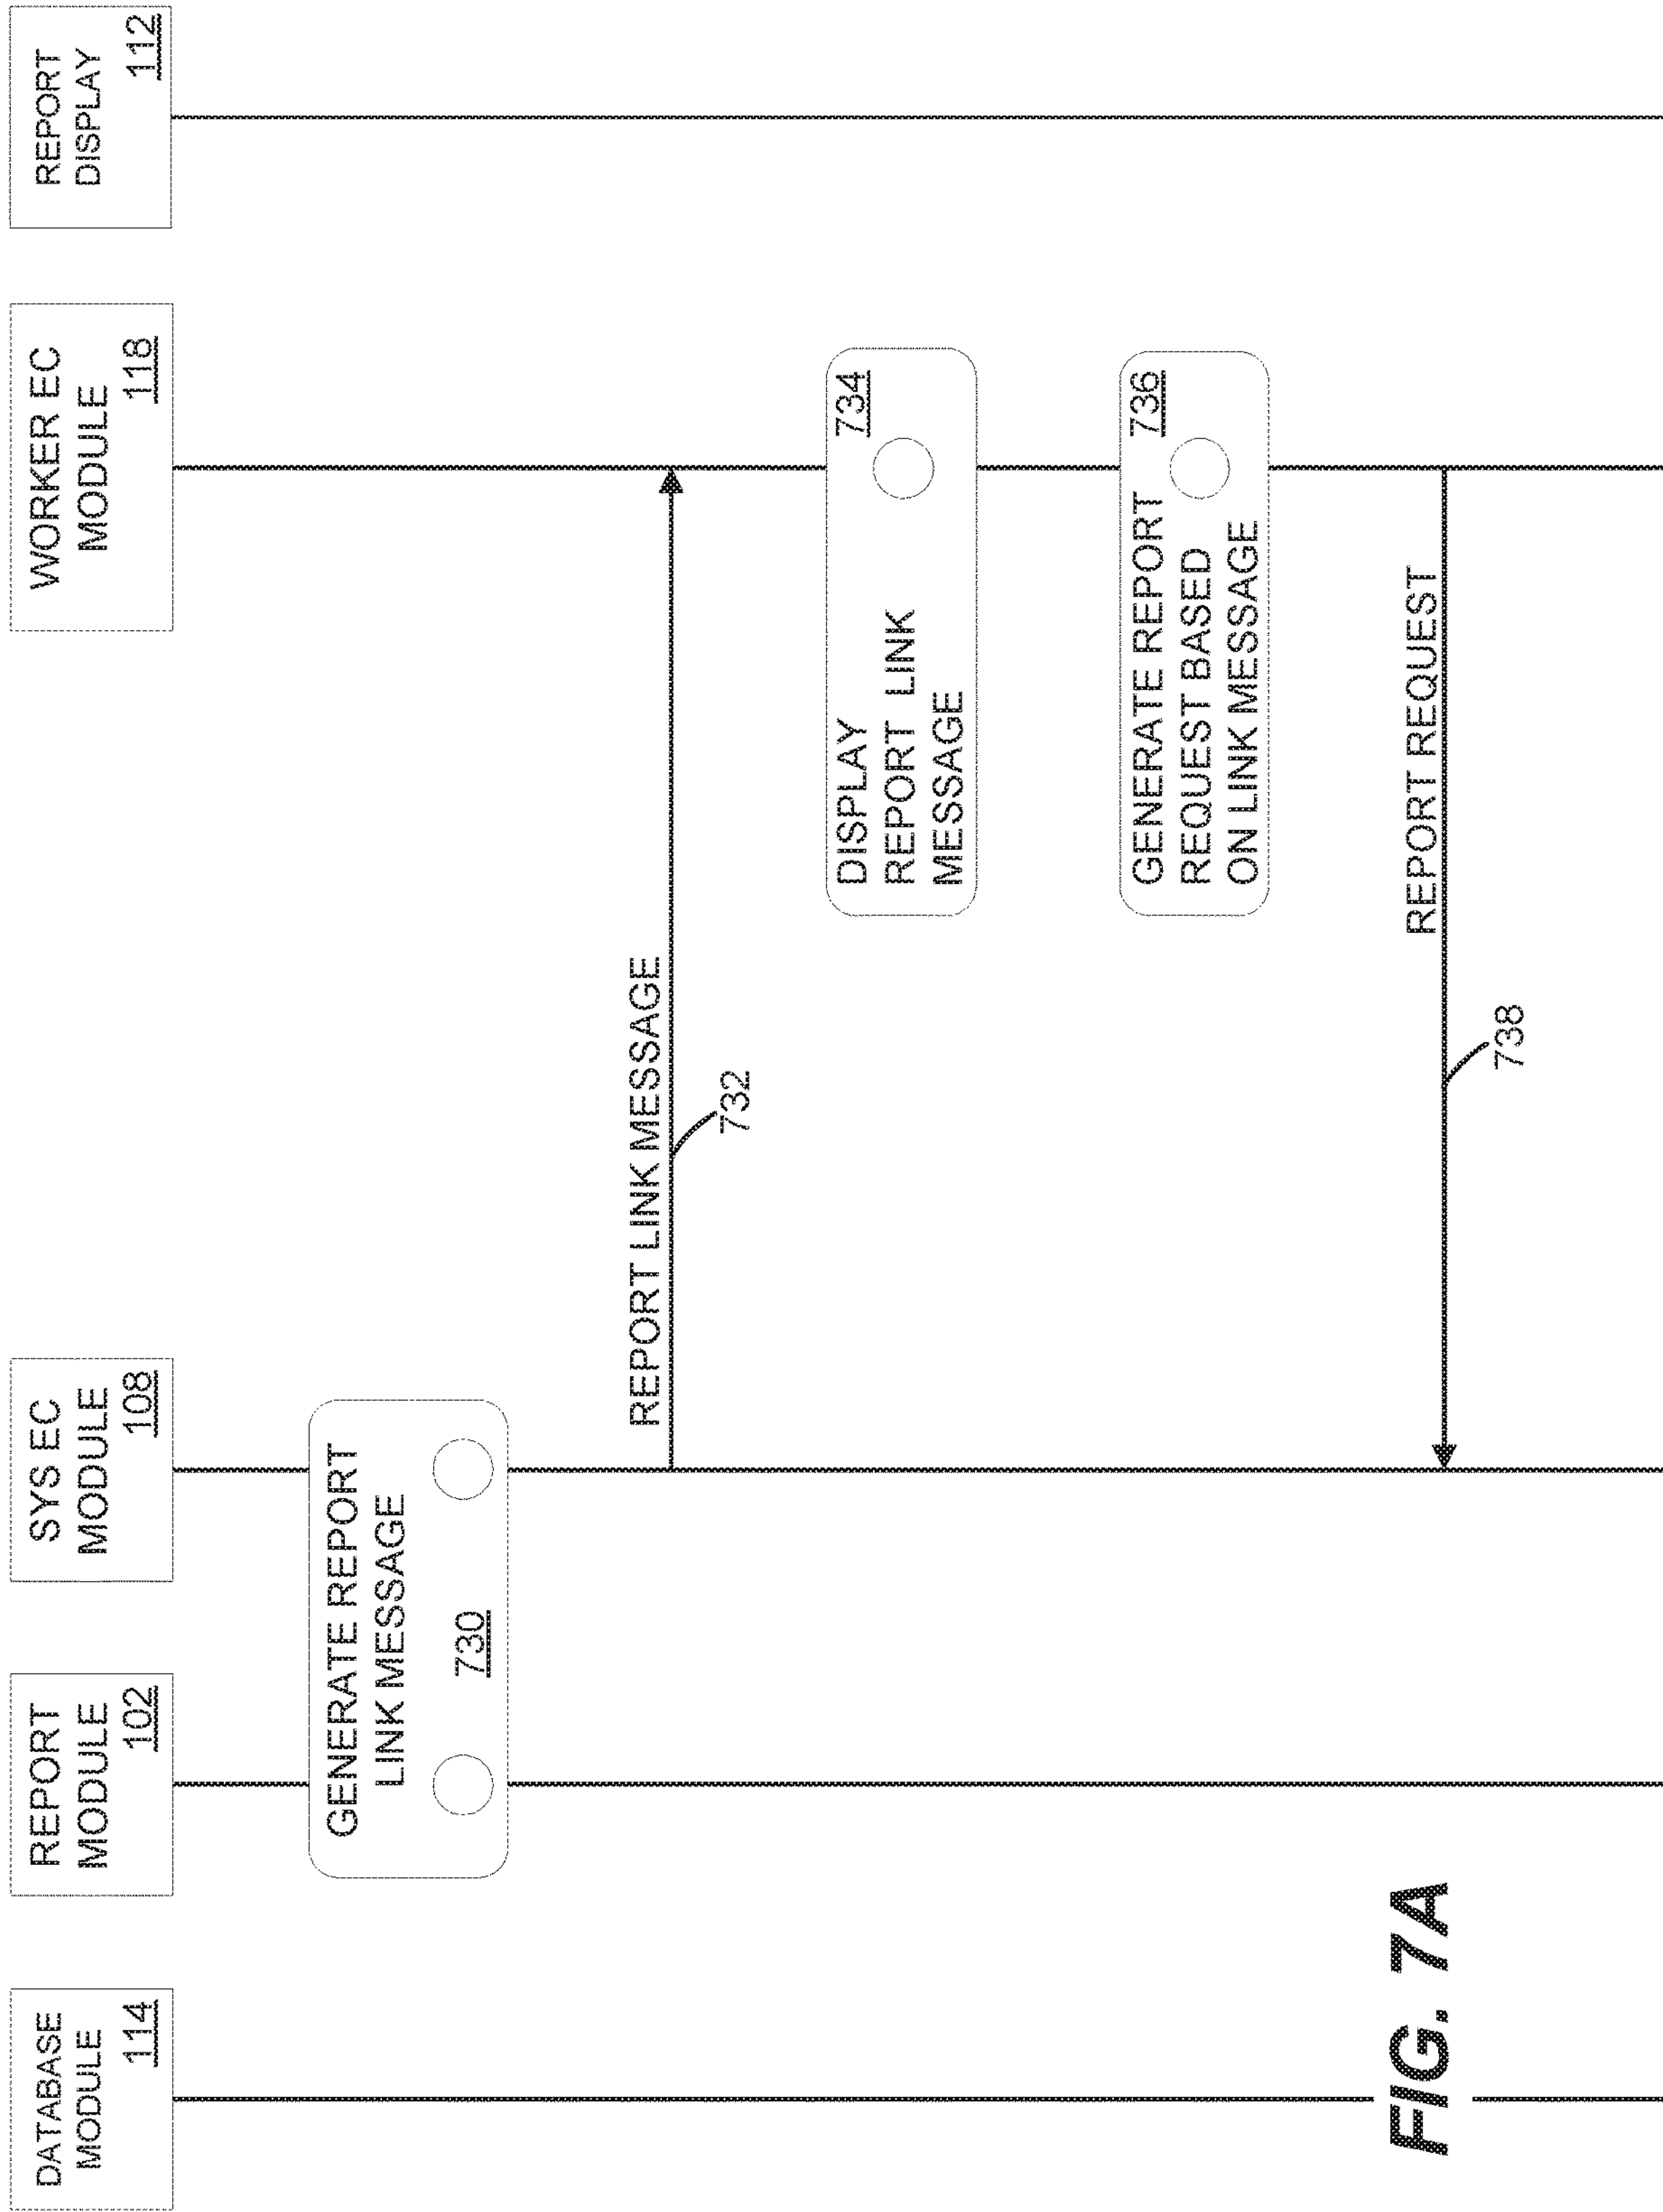 DATABASE
MODULE
114
REPORT
MODULE
102
SYS EC
MODULE
108
WORKER EC
MODULE
118
REPORT
DISPLAY
112
GENERATE REPORT
LINK MESSAGE
730
REPORT LINK MESSAGE
732
DISPLAY
REPORT LINK
MESSAGE
734
GENERATE REPORT
REQUEST BASED
ON LINK MESSAGE
736
REPORT REQUEST
738
FIG. 7A